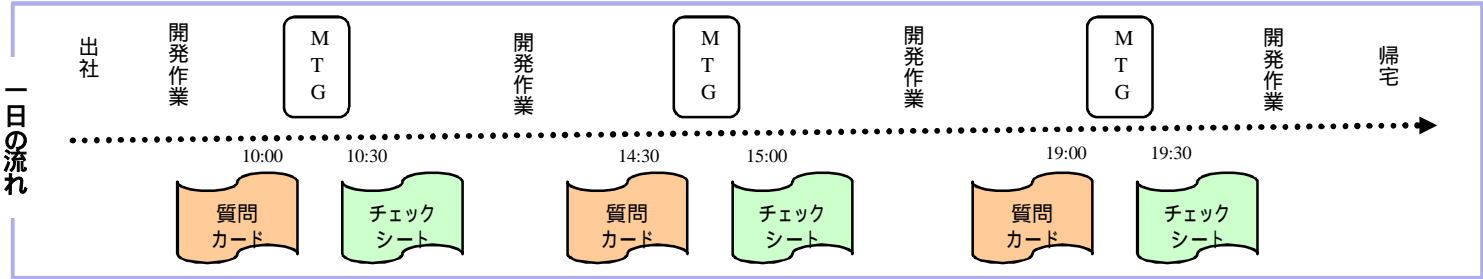 一日の流れ
出社
開発作業
MTG
開発作業
MTG
開発作業
MTG
開発作業
帰宅
10:00
10:30
14:30
15:00
19:00
19:30
質問
カード
チェック
シート
質問
カード
チェック
シート
質問
カード
チェック
シート